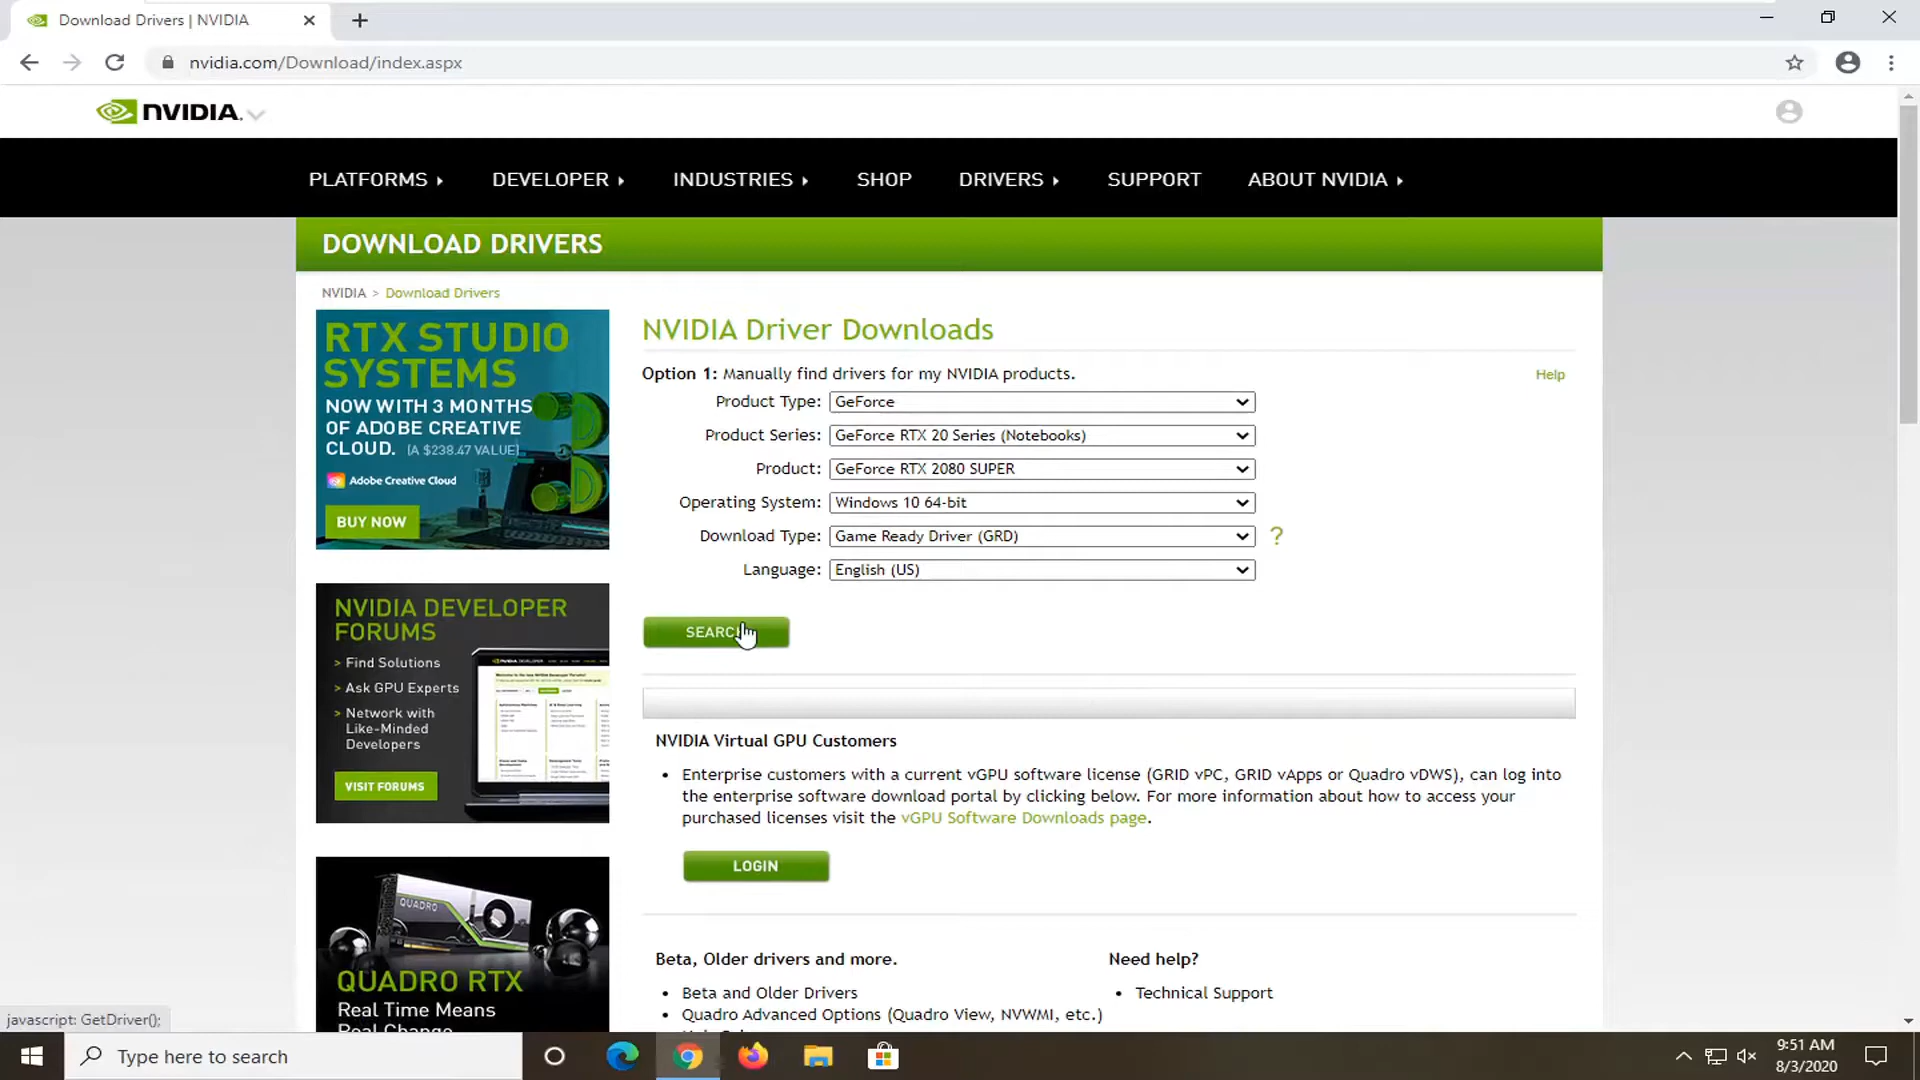 Download Drivers | NVIDIA
nvidia.com/Download/index.aspx
NVIDIA.
PLATFORMS
DEVELOPER
INDUSTRIES
SHOP
DRIVERS
SUPPORT
ABOUT NVIDIA
DOWNLOAD DRIVERS
NVIDIA > Download Drivers
RTX STUDIO
SYSTEMS
NOW WITH 3 MONTHS
OF ADOBE CREATIVE
CLOUD. (A $238.47 VALUE)
Adobe Creative Cloud
BUY NOW
NVIDIA Driver Downloads
Option 1: Manually find drivers for my NVIDIA products.
Help
Product Type: GeForce
Product Series: GeForce RTX 20 Series (Notebooks)
Product: GeForce RTX 2080 SUPER
Operating System: Windows 10 64-bit
Download Type: Game Ready Driver (GRD) ?
Language: English (US)
SEARCH
NVIDIA DEVELOPER
FORUMS
> Find Solutions
> Ask GPU Experts
> Network with
Like-Minded
Developers
VISIT FORUMS
NVIDIA Virtual GPU Customers
• Enterprise customers with a current vGPU software license (GRID vPC, GRID vApps or Quadro vDWS), can log into
the enterprise software download portal by clicking below. For more information about how to access your
purchased licenses visit the vGPU Software Downloads page.
LOGIN
QUADRO
QUADRO RTX
Real Time Means
Real Change
Beta, Older drivers and more.
• Beta and Older Drivers
• Quadro Advanced Options (Quadro View, NVWMI, etc.)
Need help?
• Technical Support
javascript: GetDriver();
Type here to search
9:51 AM
8/3/2020